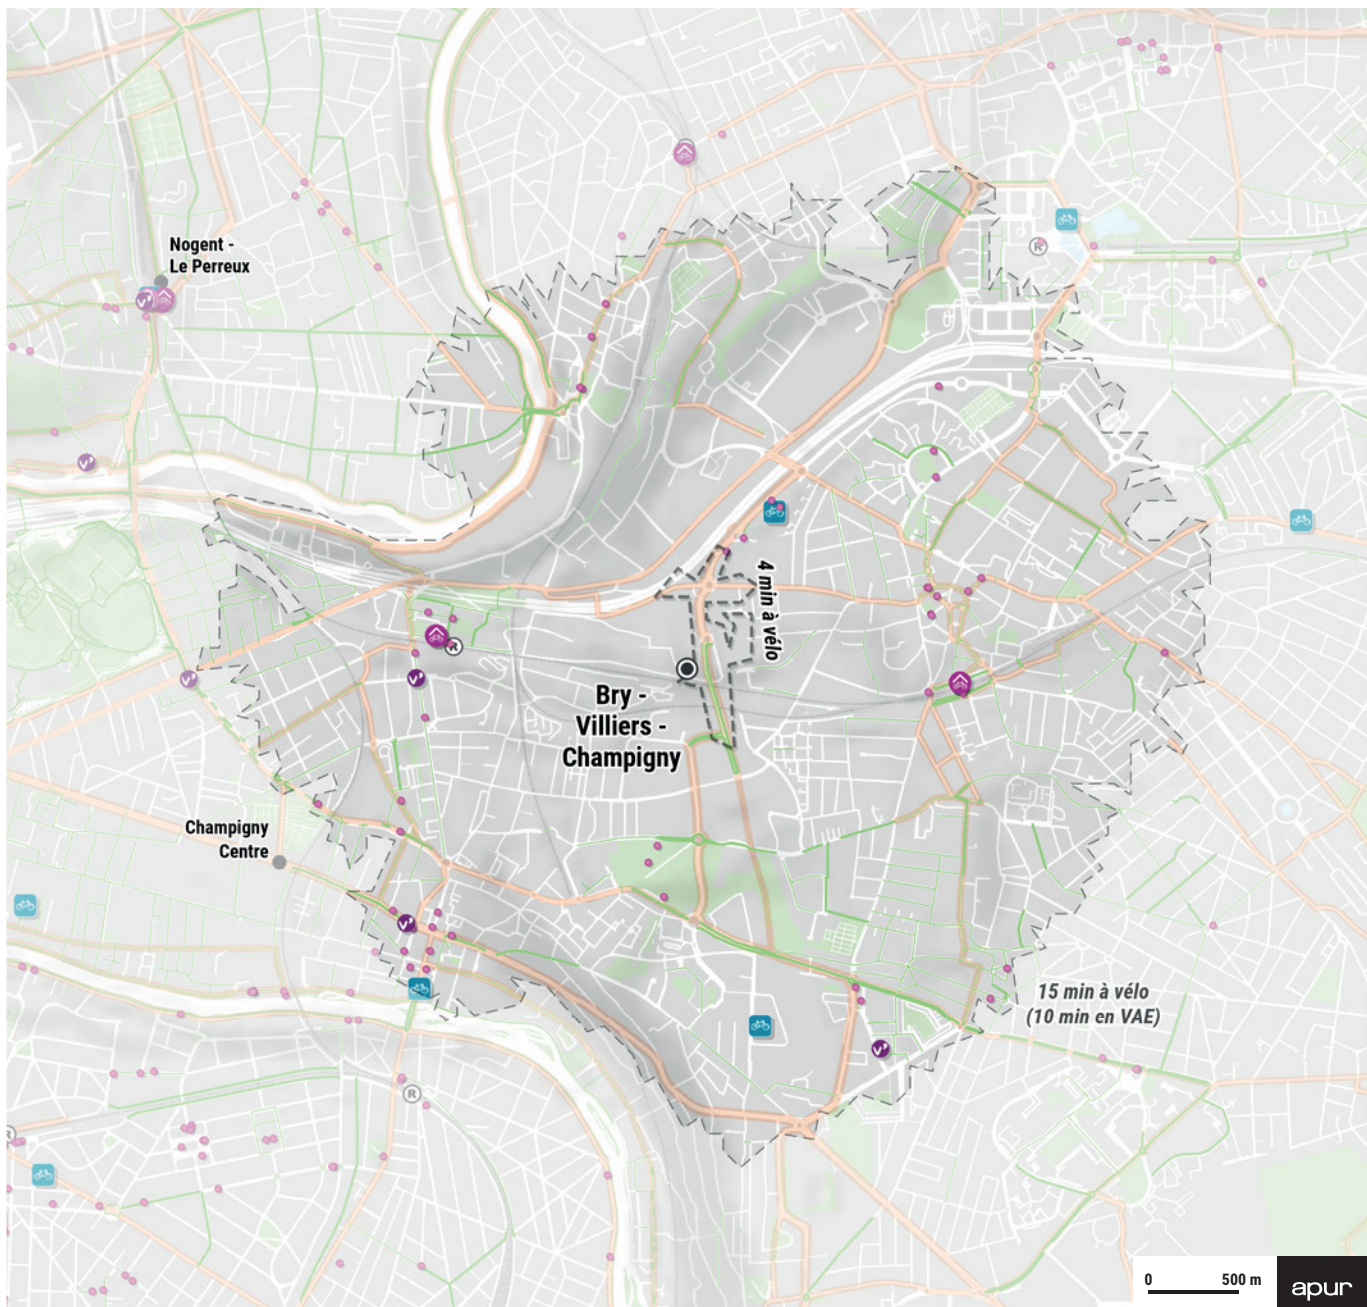 Nogent -
Le Perreux
4 min à vélo
Bry -
Villiers -
Champigny
Champigny
Centre
15 min à vélo
(10 min en VAE)
0 500 m
apur
R
R
R
R
v'
v'
v'
v'
v'
v'